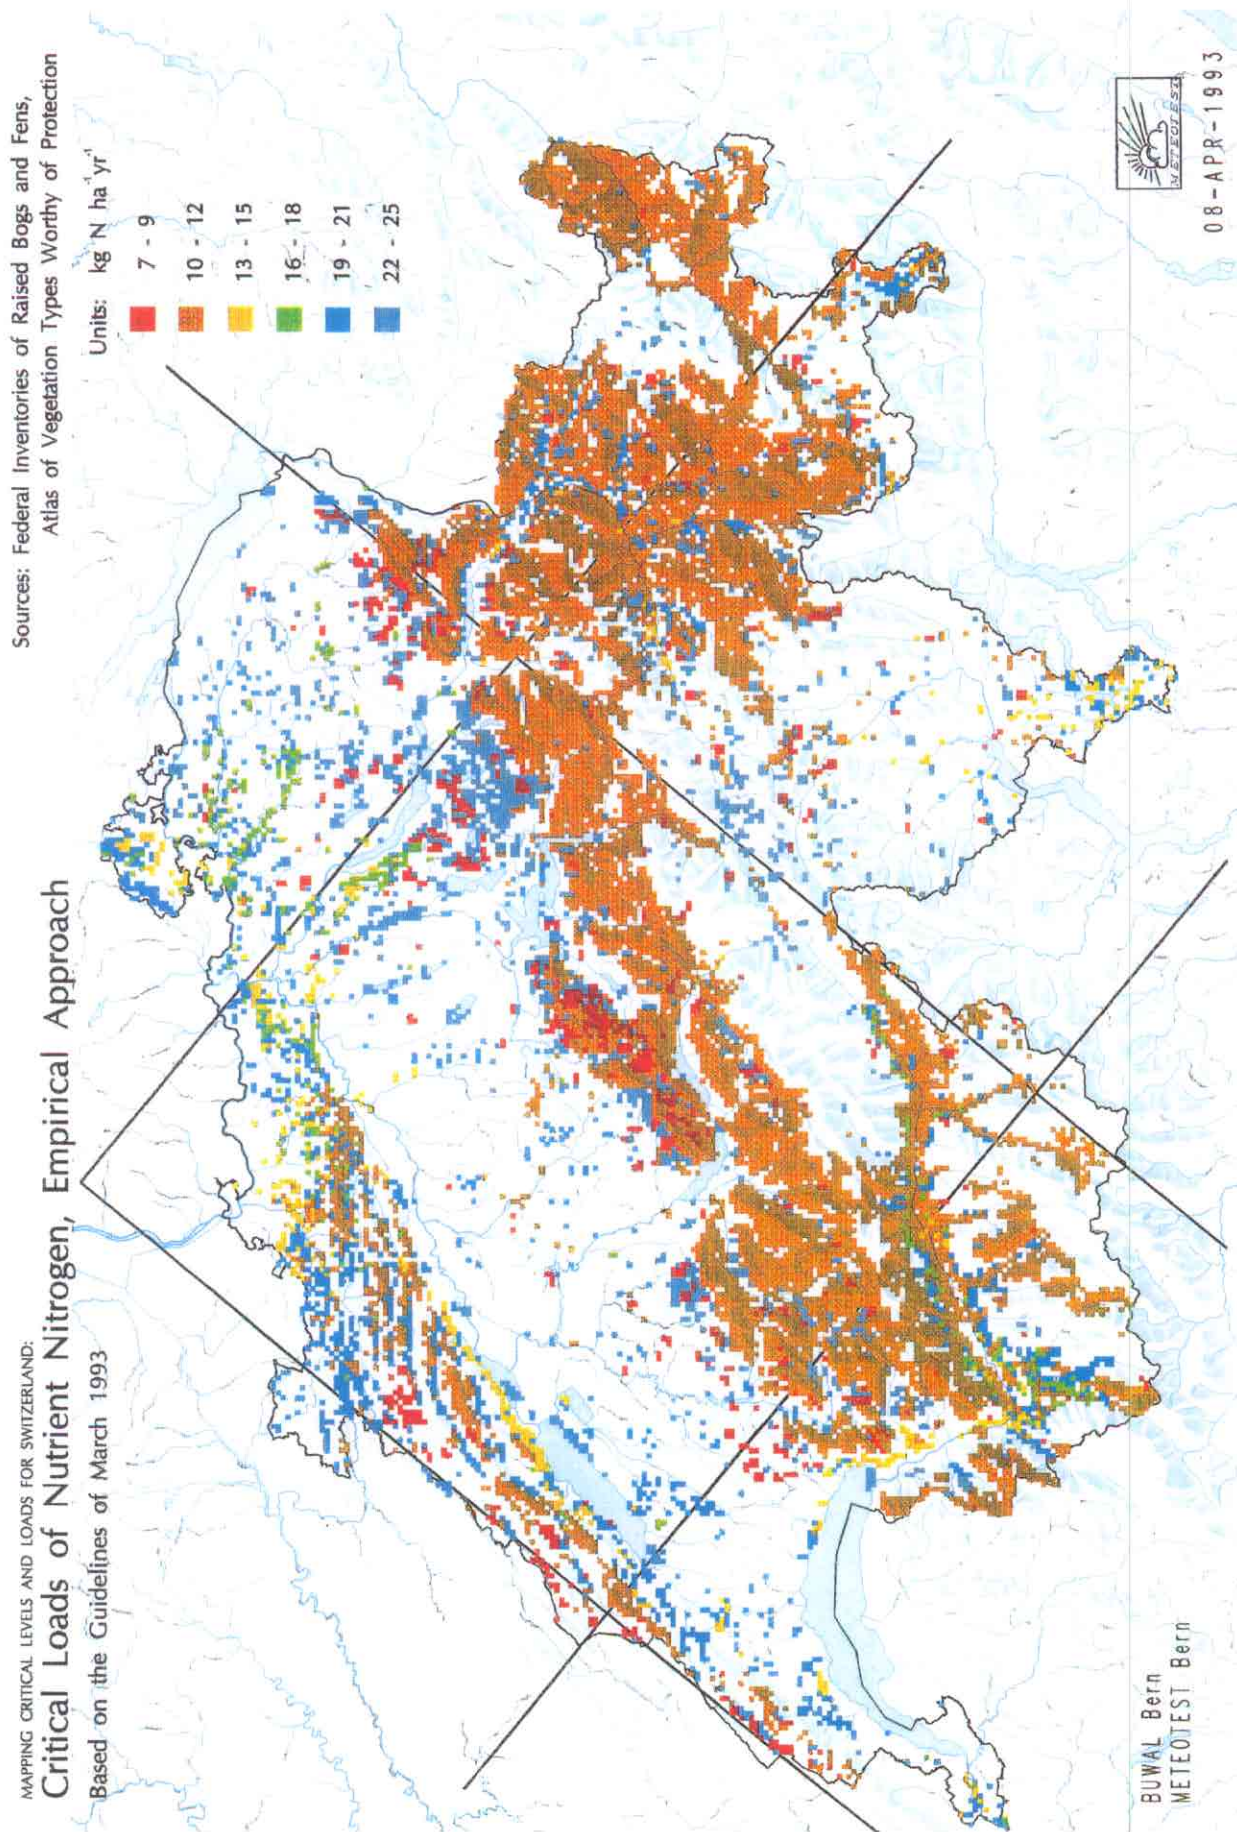 MAPPING CRITICAL LEVELS AND LOADS FOR SWITZERLAND:
Critical Loads of Nutrient Nitrogen, Empirical Approach
Based on the Guidelines of March 1993
Sources: Federal Inventories of Raised Bogs and Fens,
Atlas of Vegetation Types Worthy of Protection
Units: kg N ha⁻¹yr⁻¹
7 - 9
10 - 12
13 - 15
16 - 18
19 - 21
22 - 25
BUWAL Bern
METEOTEST Bern
METEOTEST
08-APR-1993